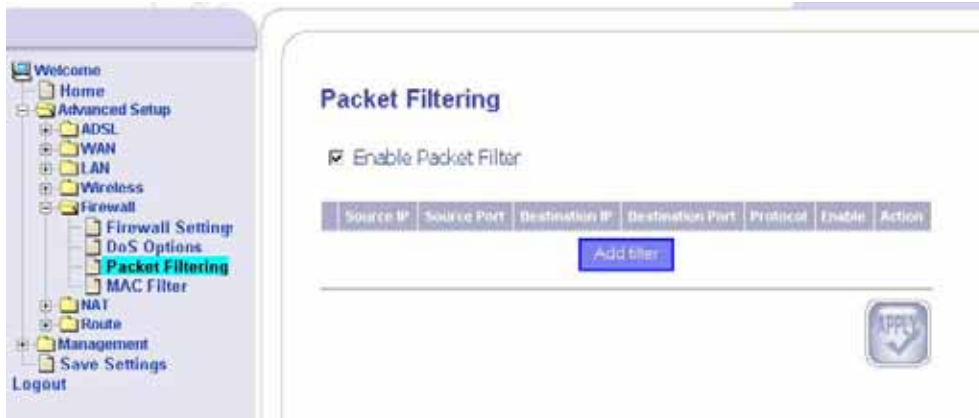 Welcome
Home
Advanced Setup
ADSL
WAN
LAN
Wireless
Firewall
Firewall Setting
DoS Options
Packet Filtering
MAC Filter
NAT
Route
Management
Save Settings
Logout
Packet Filtering
Enable Packet Filter
Source IP Source Port Destination IP Destination Port Protocol Enable Action
Add filter
APPLY